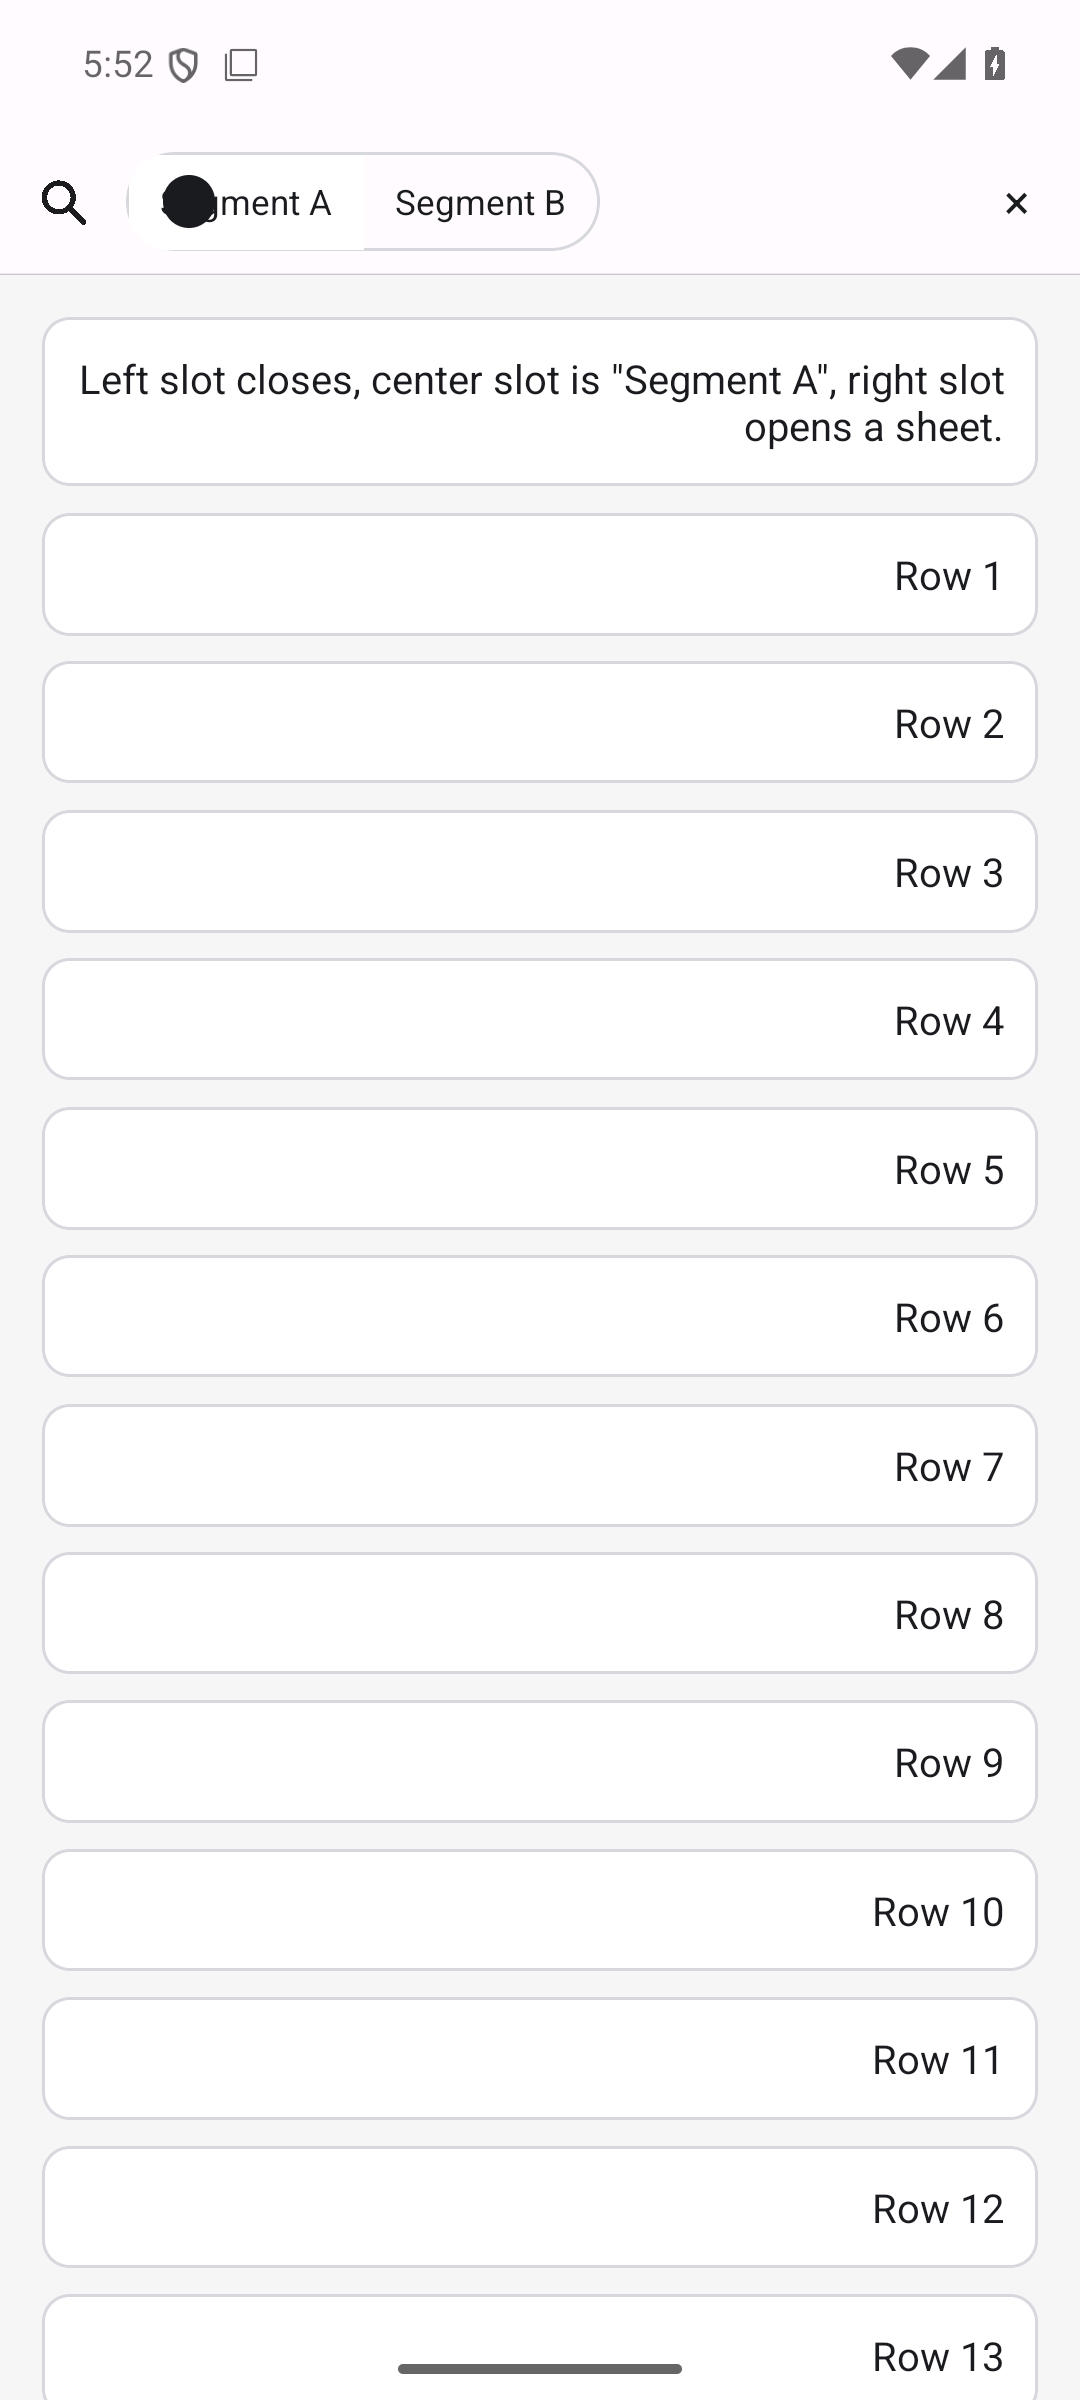 5:52
gment A Segment B ×
Left slot closes, center slot is "Segment A", right slot
opens a sheet.
Row 1
Row 2
Row 3
Row 4
Row 5
Row 6
Row 7
Row 8
Row 9
Row 10
Row 11
Row 12
Row 13